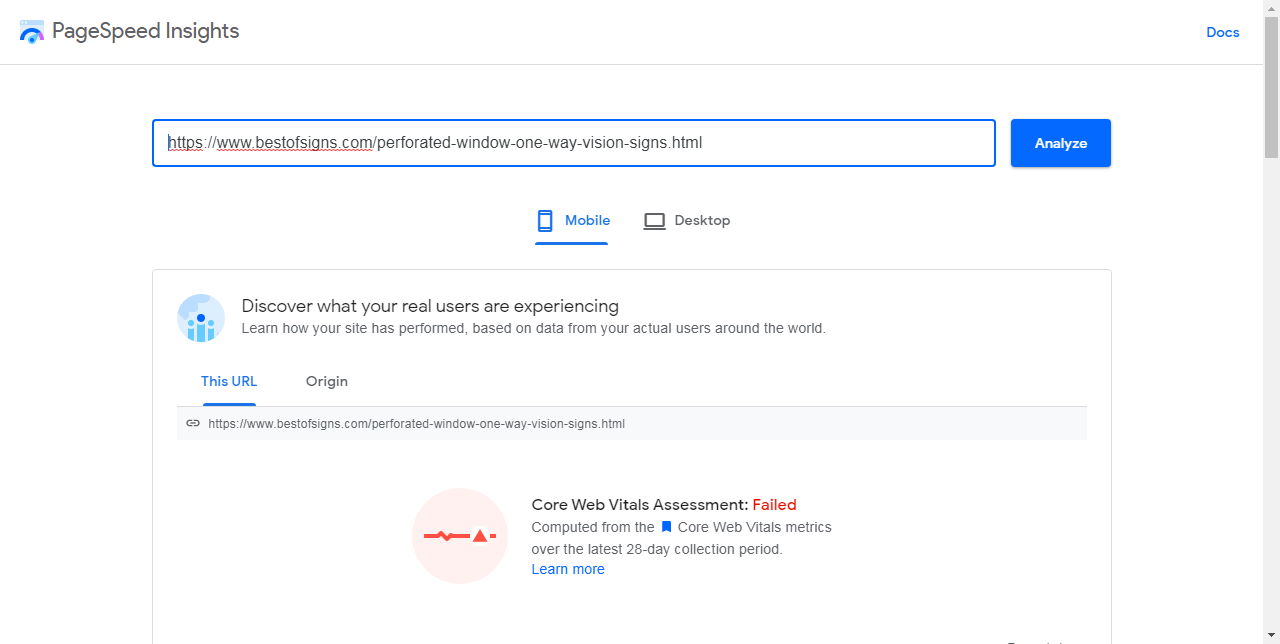 PageSpeed Insights
Docs
https://www.bestofsigns.com/perforated-window-one-way-vision-signs.html
Analyze
Mobile
Desktop
Discover what your real users are experiencing
Learn how your site has performed, based on data from your actual users around the world.
This URL
Origin
https://www.bestofsigns.com/perforated-window-one-way-vision-signs.html
Core Web Vitals Assessment: Failed
Computed from the Core Web Vitals metrics
over the latest 28-day collection period.
Learn more